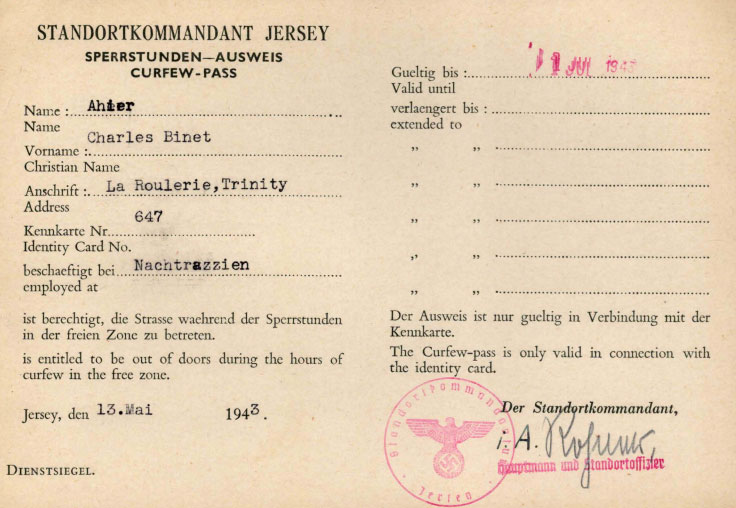 STANDORTKOMMANDANT JERSEY
SPERRSTUNDEN—AUSWEIS
CURFEW-PASS
Name : Ahier
Name
Charles Binet
Vorname :
Christian Name
Anschrift : La Roulerie,Trinity
Address
647
Kennkarte Nr.
Identity Card No.
beschaeftigt bei Nachtrazzien
employed at
ist berechtigt, die Strasse waehrend der Sperrstunden
in der freien Zone zu betreten.
is entitled to be out of doors during the hours of
curfew in the free zone.
Jersey, den 13.Mai 1943.
DIENSTSIEGEL.
Gueltig bis : 1943
Valid until
verlaengert bis :
extended to
„ „
„ „
„ „
„ „
„ „
Der Ausweis ist nur gueltig in Verbindung mit der
Kennkarte.
The Curfew-pass is only valid in connection with
the identity card.
Der Standortkommandant,
i. A.
Hauptmann und Standortoffizier
Standortkommandantur
Jersey